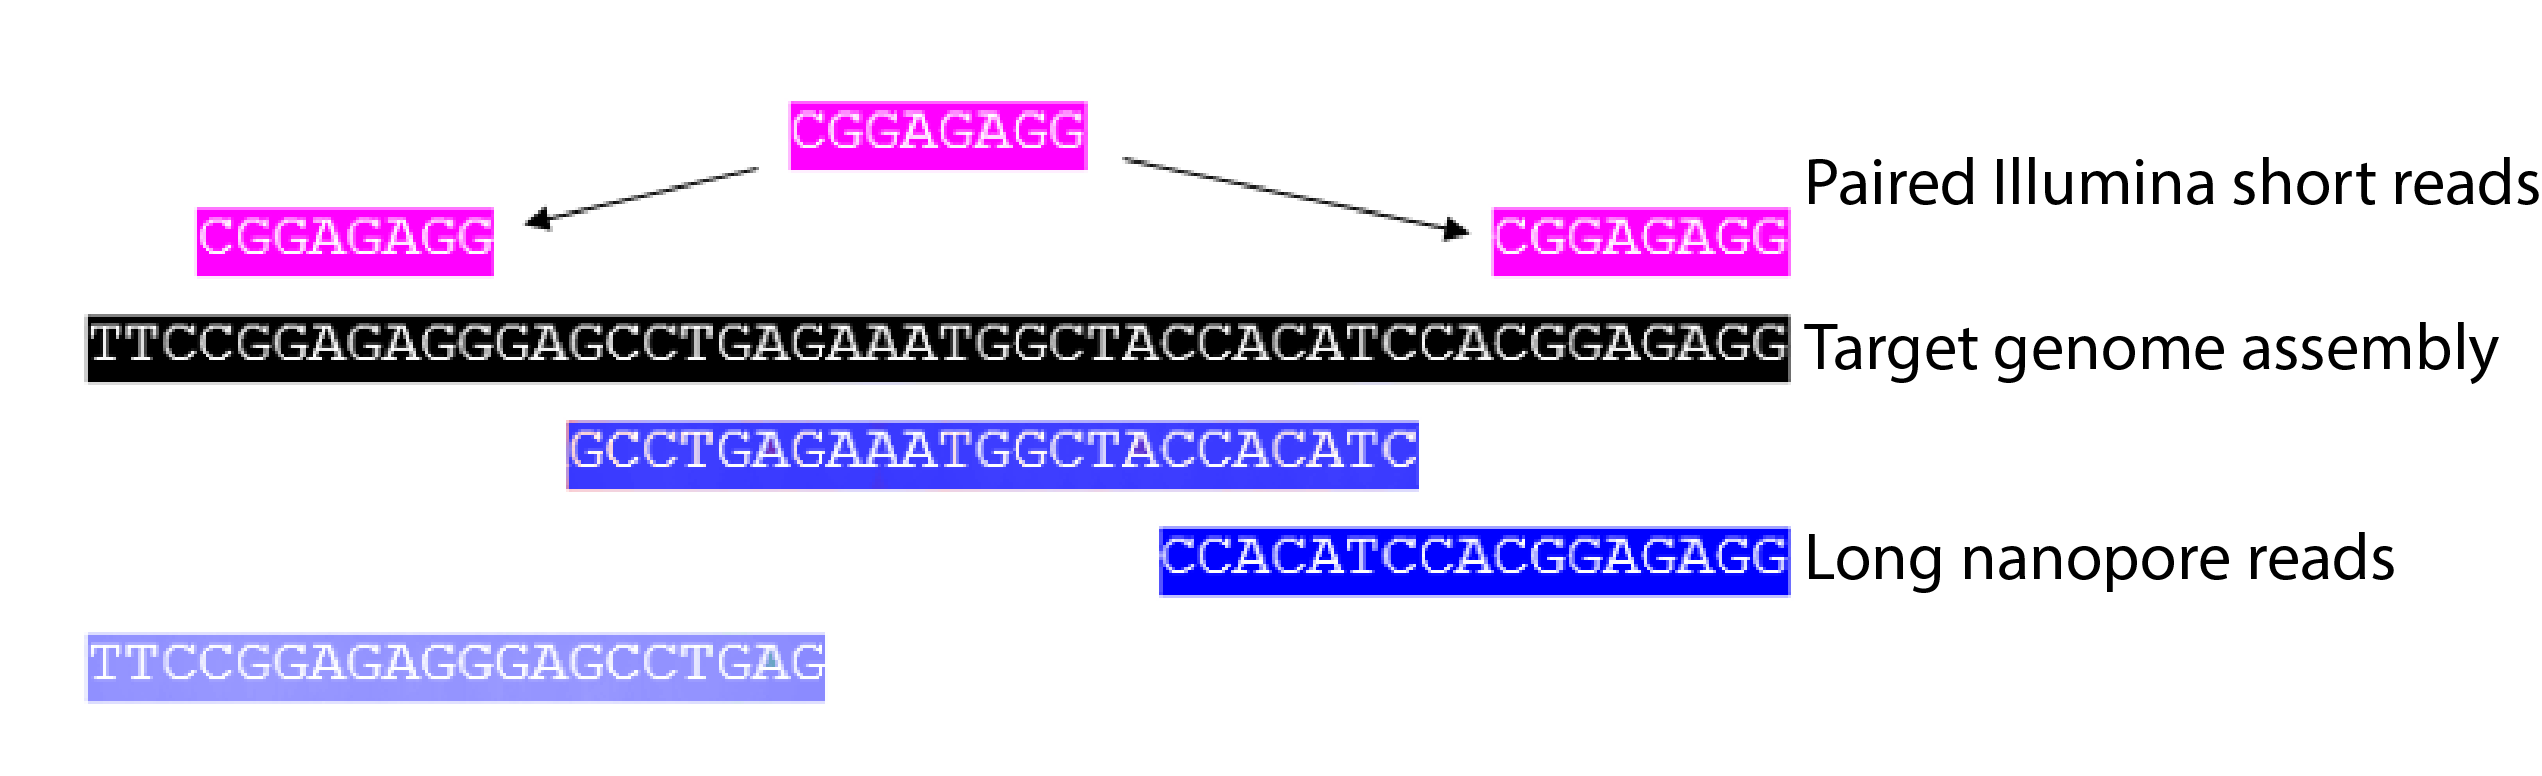 CGGAGAGG
Paired Illumina short reads
CGGAGAGG CGGAGAGG
TTCCGGAGAGGGAGCCTGAGAAATGGCTACCACATCCACGGAGAGG Target genome assembly
GCCTGAGAAATGGCTACCACATC
CCACATCCACGGAGAGG Long nanopore reads
TTCCGGAGAGGGAGCCTGAG